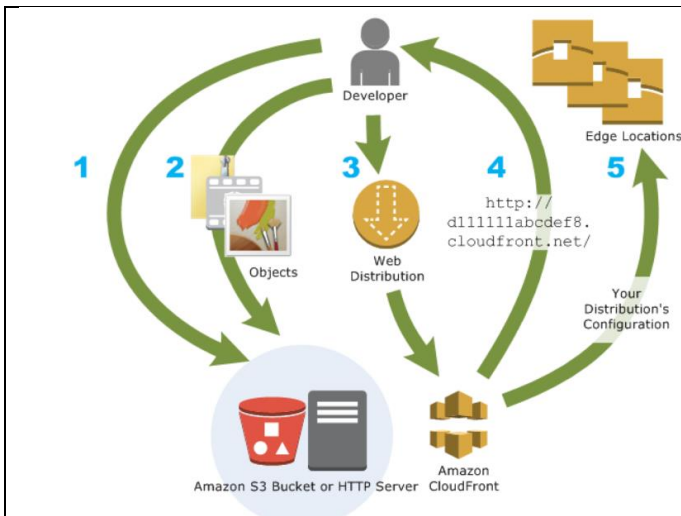 Developer
Edge Locations
1
2
3
4
5
http://
d111111abcdef8.
cloudfront.net/
Objects
Web
Distribution
Your
Distribution's
Configuration
Amazon S3 Bucket or HTTP Server
Amazon
CloudFront